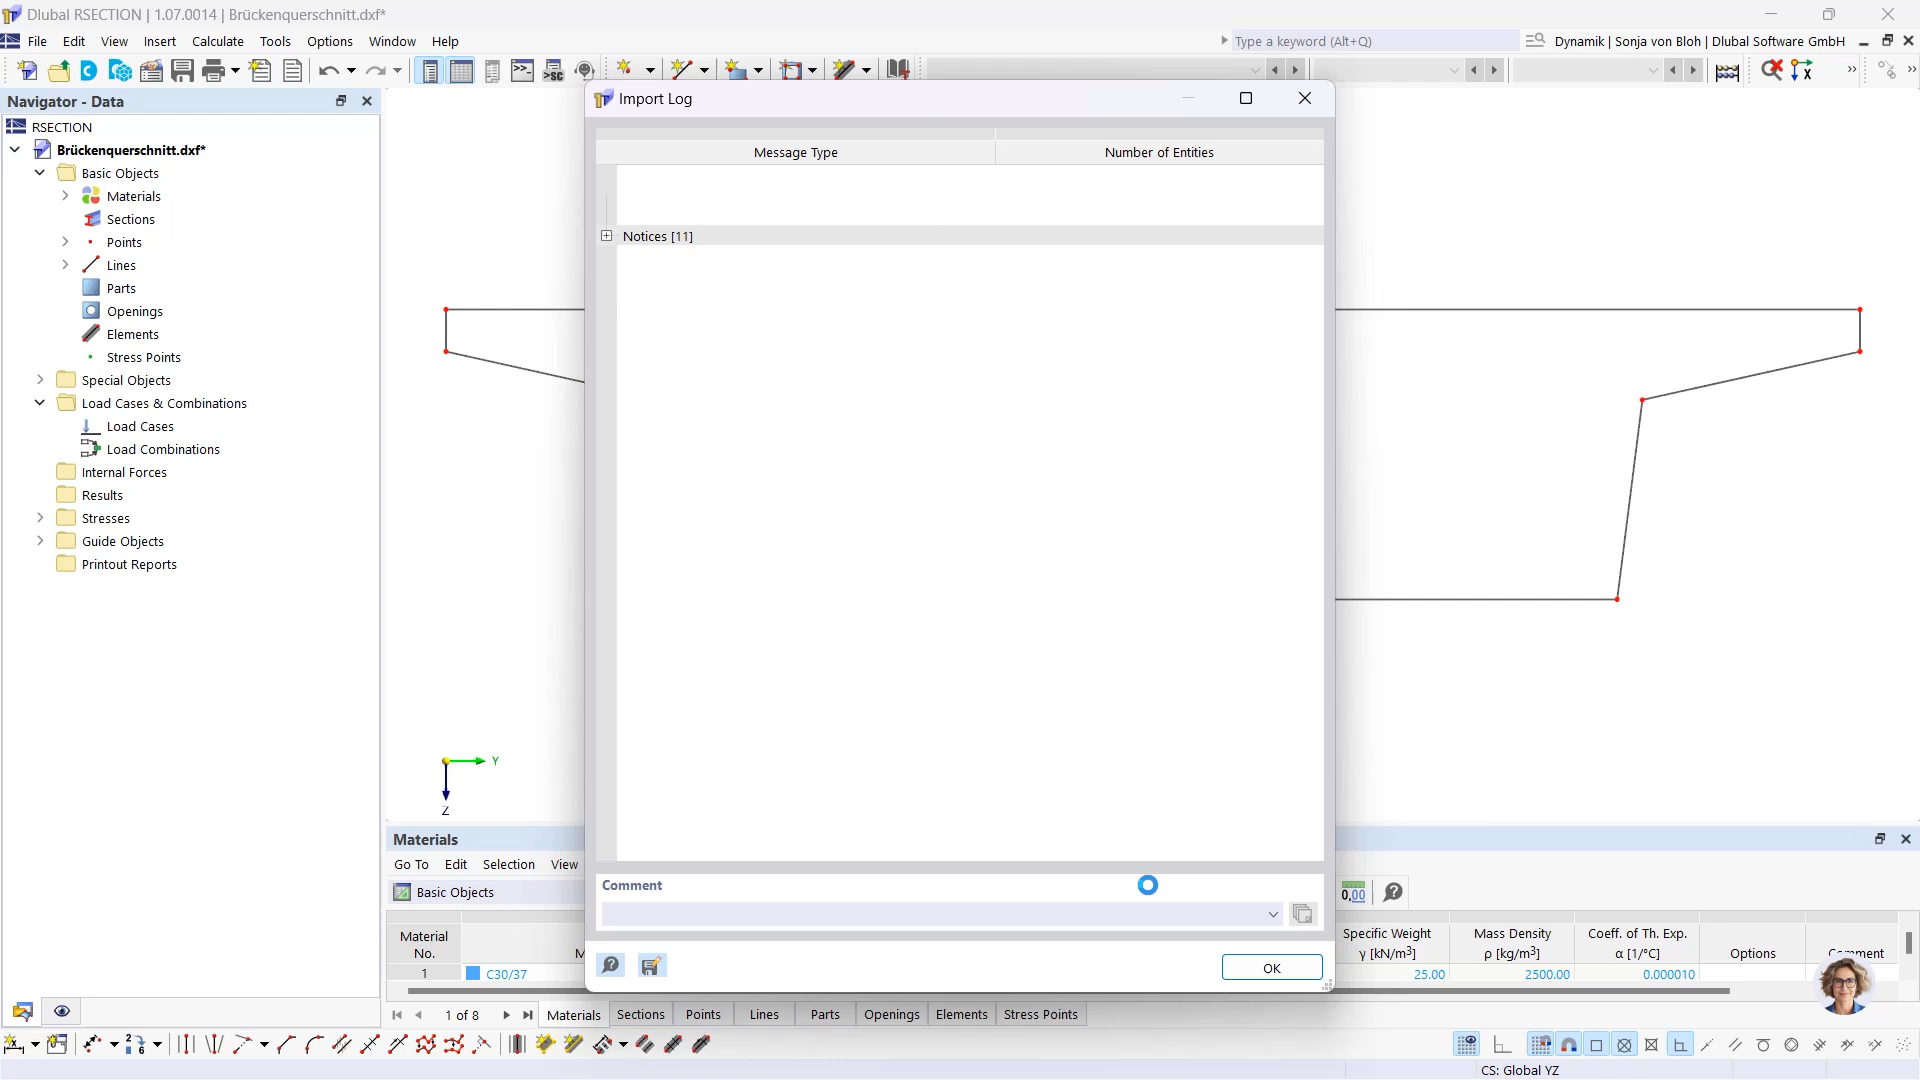 Dlubal RSECTION | 1.07.0014 | Brückenquerschnitt.dxf*
File Edit View Insert Calculate Tools Options Window Help
Type a keyword (Alt+Q)
Dynamik | Sonja von Bloh | Dlubal Software GmbH
Navigator - Data
RSECTION
Brückenquerschnitt.dxf*
Basic Objects
Materials
Sections
Points
Lines
Parts
Openings
Elements
Stress Points
Special Objects
Load Cases & Combinations
Load Cases
Load Combinations
Internal Forces
Results
Stresses
Guide Objects
Printout Reports
Import Log
Message Type Number of Entities
Notices [11]
Comment
OK
Y
Z
Materials
Go To Edit Selection View
Basic Objects
0,00
Material
No.
Specific Weight
γ [kN/m³]
Mass Density
ρ [kg/m³]
Coeff. of Th. Exp.
α [1/°C]
Options
1 C30/37 25.00 2500.00 0.000010
1 of 8
Materials Sections Points Lines Parts Openings Elements Stress Points
CS: Global YZ